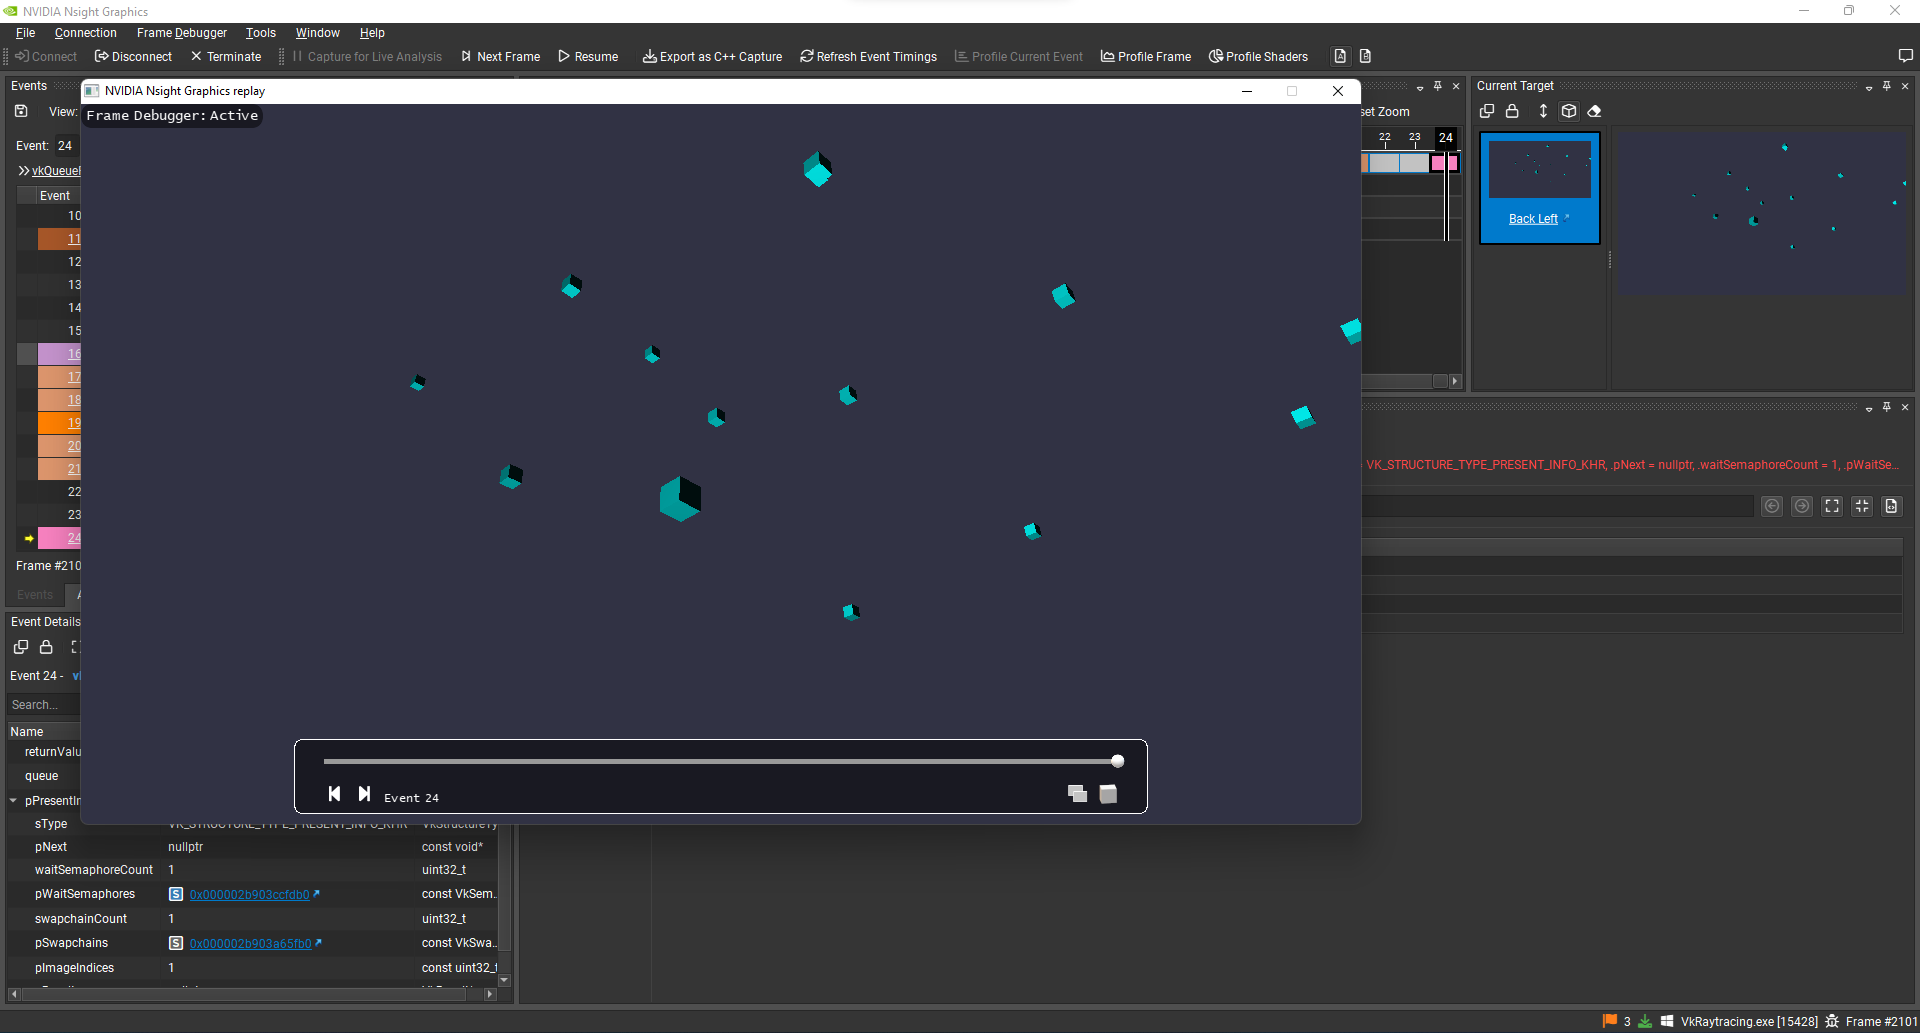 NVIDIA Nsight Graphics
File Connection Frame Debugger Tools Window Help
Connect Disconnect Terminate Capture for Live Analysis Next Frame Resume Export as C++ Capture Refresh Event Timings Profile Current Event Profile Frame Profile Shaders
Events
View:
Event: 24
vkQueue
Event
10
11
12
13
14
15
16
17
18
19
20
21
22
23
24
Frame #210
Events
NVIDIA Nsight Graphics replay
Frame Debugger: Active
Event 24
set Zoom
22 23 24
Current Target
Back Left
VK_STRUCTURE_TYPE_PRESENT_INFO_KHR, .pNext = nullptr, .waitSemaphoreCount = 1, .pWaitSe...
Event Details
Event 24 -
Search...
Name
returnValu
queue
pPresentIn
sType VK_STRUCTURE_TYPE_PRESENT_INFO_KHR VkStructureTy
pNext nullptr const void*
waitSemaphoreCount 1 uint32_t
pWaitSemaphores S 0x000002b903ccfdb0 const VkSem...
swapchainCount 1 uint32_t
pSwapchains S 0x000002b903a65fb0 const VkSwa...
pImageIndices 1 const uint32_t
3 VkRaytracing.exe [15428] Frame #2101